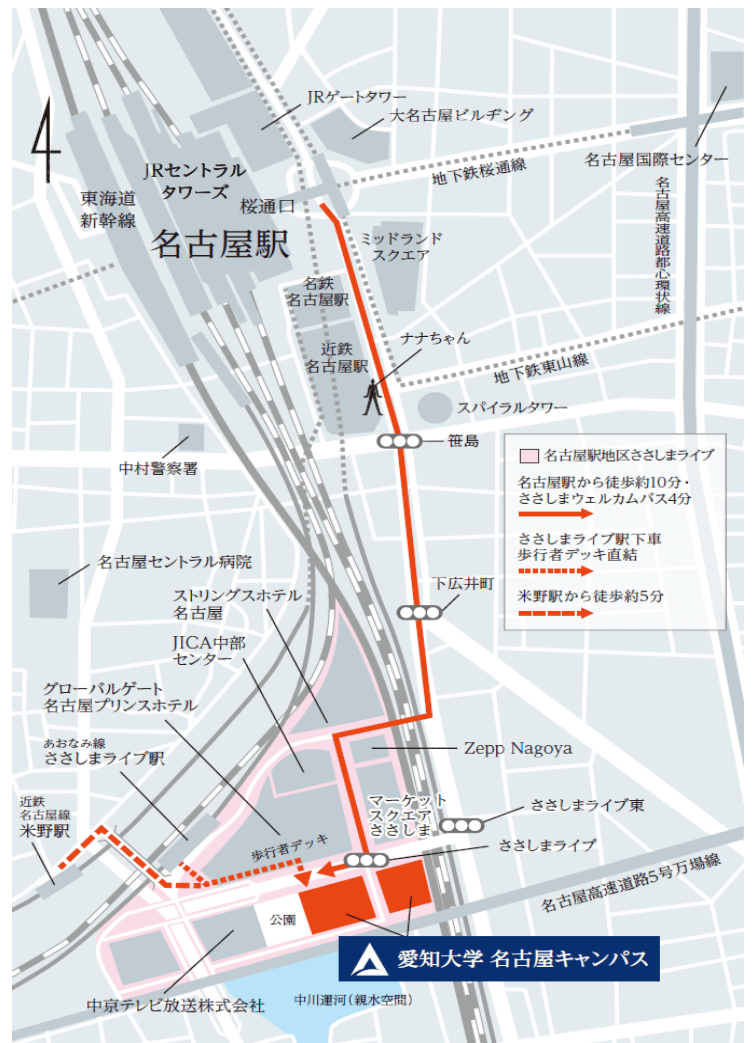 JRゲートタワー
大名古屋ビルヂング
JRセントラル
タワーズ
東海道
新幹線
桜通口
名古屋駅
地下鉄桜通線
名古屋国際センター
名古屋高速道路都心環状線
ミッドランド
スクエア
名鉄
名古屋駅
近鉄
名古屋駅
ナナちゃん
地下鉄東山線
スパイラルタワー
笹島
中村警察署
名古屋駅地区ささしまライブ
名古屋駅から徒歩約10分・
ささしまウェルカムバス4分
ささしまライブ駅下車
歩行者デッキ直結
米野駅から徒歩約5分
名古屋セントラル病院
ストリングスホテル
名古屋
下広井町
JICA中部
センター
グローバルゲート
名古屋プリンスホテル
あおなみ線
ささしまライブ駅
Zepp Nagoya
近鉄
名古屋線
米野駅
マーケット
スクエア
ささしま
ささしまライブ東
ささしまライブ
歩行者デッキ
名古屋高速道路5号万場線
公園
愛知大学 名古屋キャンパス
中京テレビ放送株式会社
中川運河(親水空間)